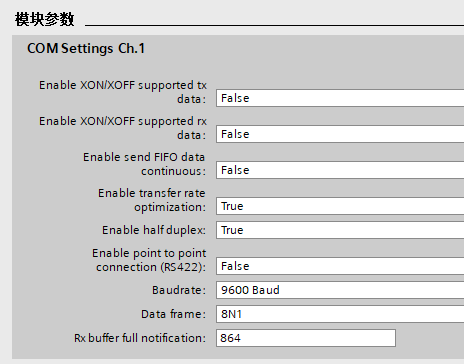 模块参数
COM Settings Ch.1
Enable XON/XOFF supported tx
data:
False
Enable XON/XOFF supported rx
data:
False
Enable send FIFO data
continuous:
False
Enable transfer rate
optimization:
True
Enable half duplex:
True
Enable point to point
connection (RS422):
False
Baudrate:
9600 Baud
Data frame:
8N1
Rx buffer full notification:
864